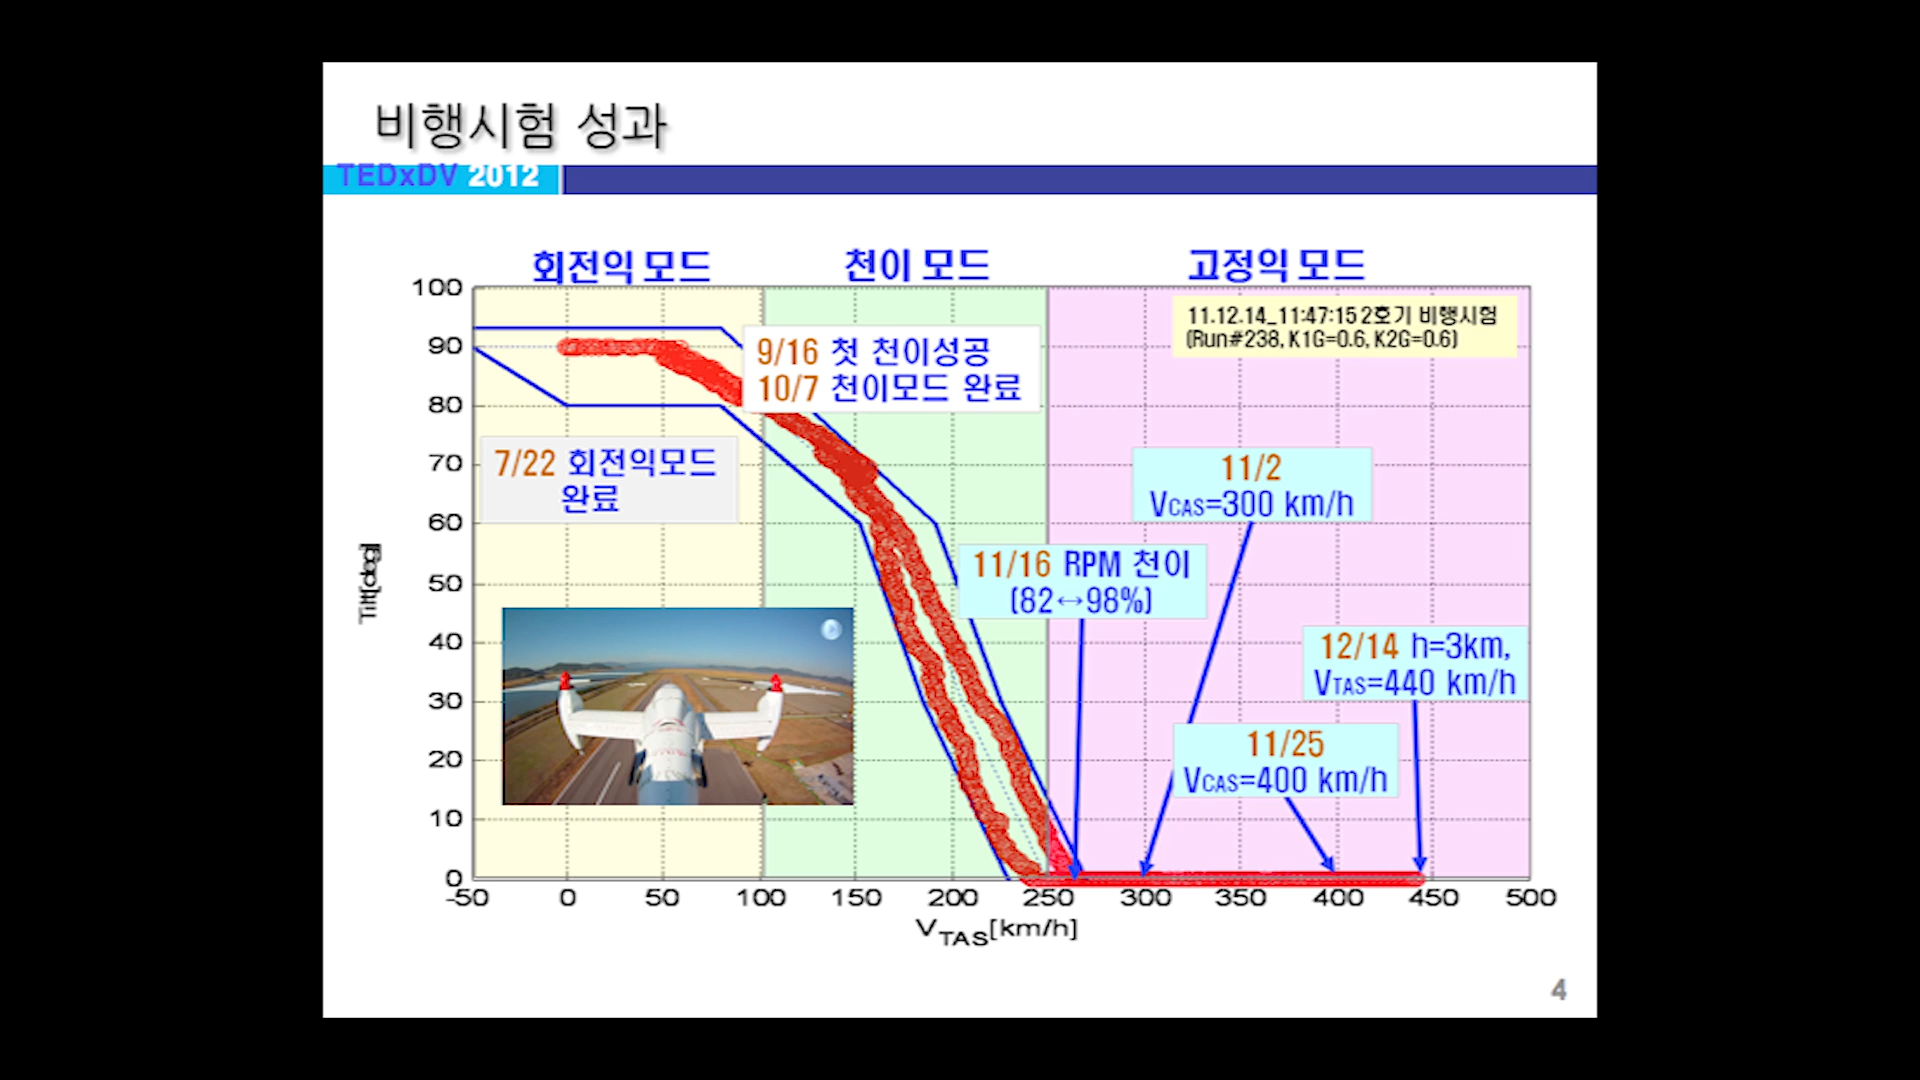 비행시험 성과
TEDxDV 2012
회전익 모드
천이 모드
고정익 모드
11.12.14_11:47:15 2호기 비행시험
(Run#238, K1G=0.6, K2G=0.6)
9/16 첫 천이성공
10/7 천이모드 완료
7/22 회전익모드
완료
11/2
VCAS=300 km/h
11/16 RPM 천이
(82↔98%)
12/14 h=3km,
VTAS=440 km/h
11/25
VCAS=400 km/h
100
90
80
70
60
50
40
30
20
10
0
Tilt[deg]
-50 0 50 100 150 200 250 300 350 400 450 500
VTAS[km/h]
4